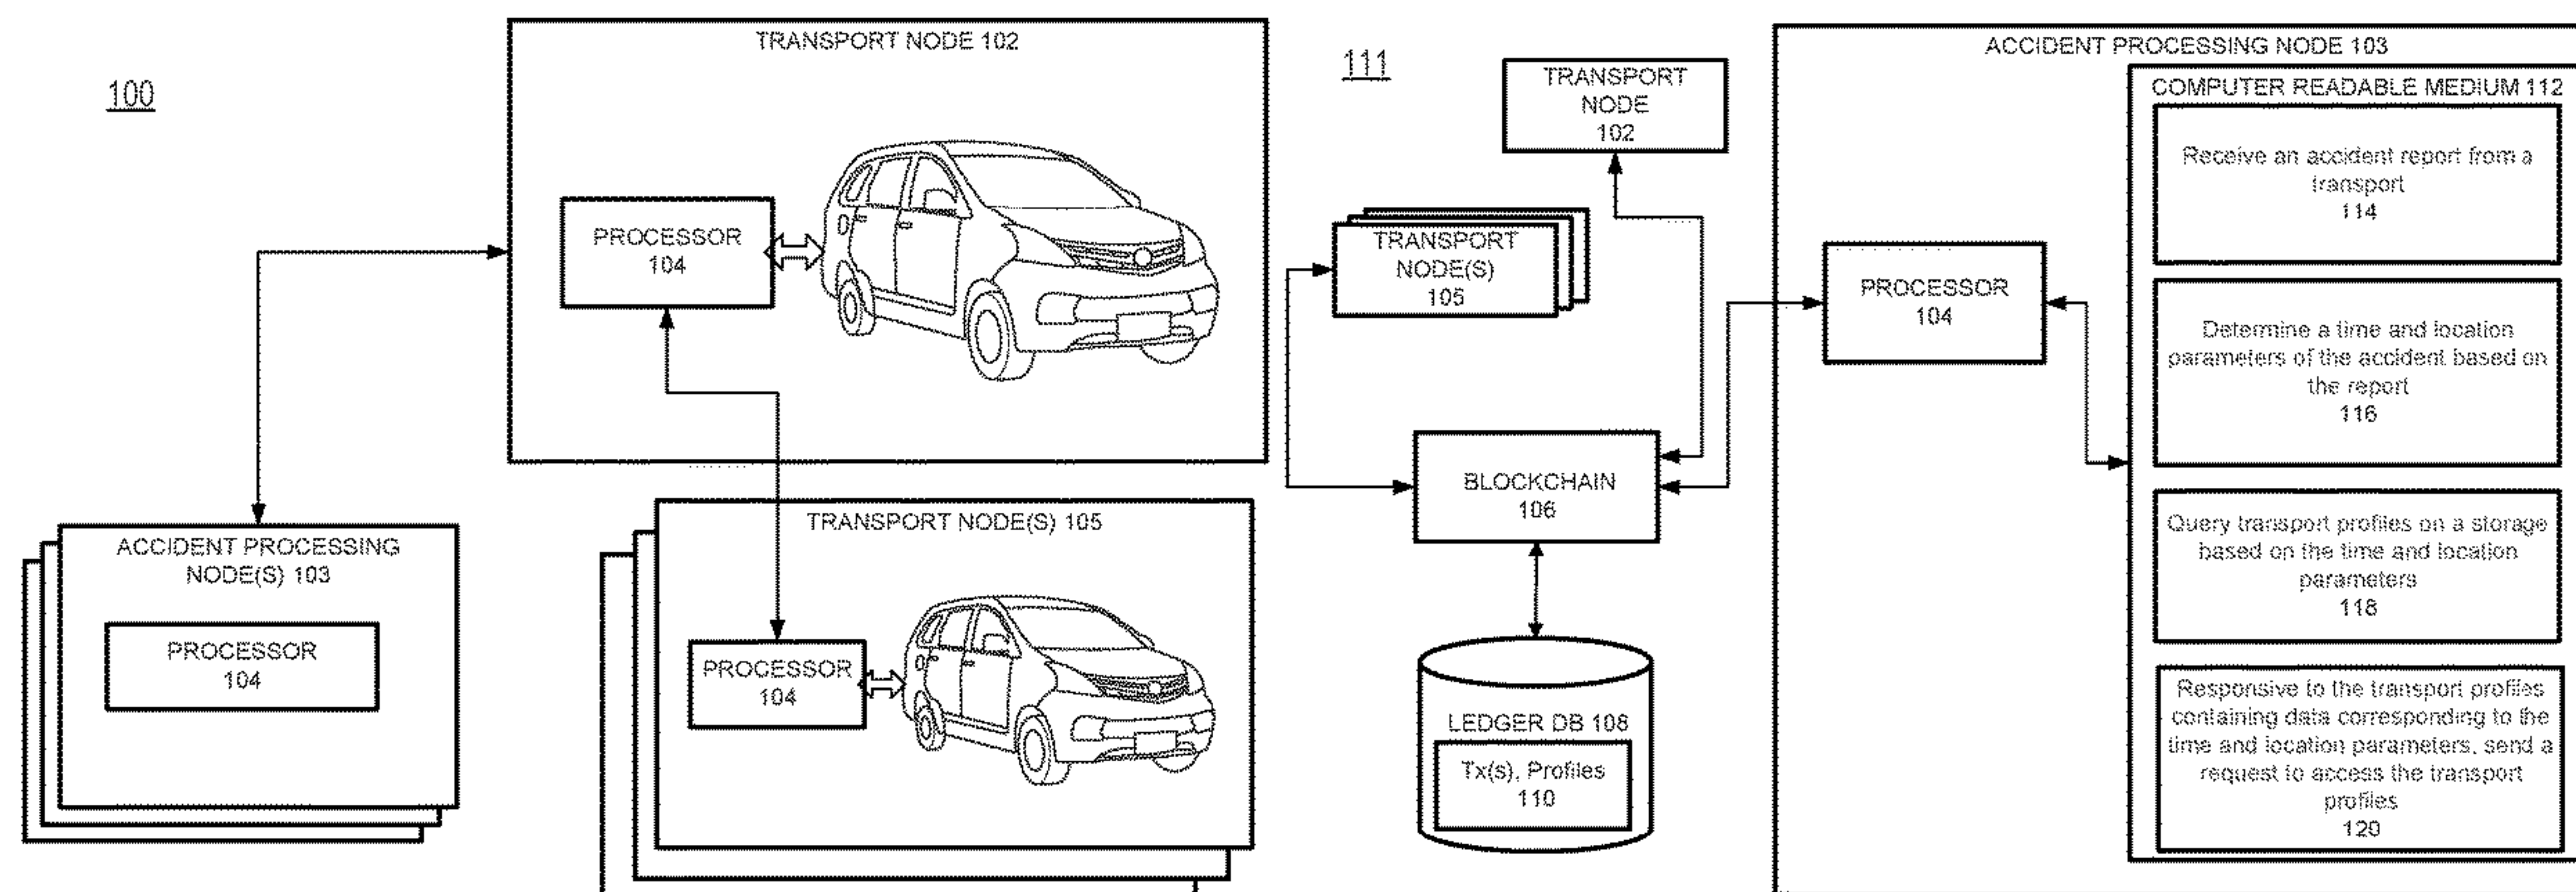 100
TRANSPORT NODE 102
PROCESSOR
104
ACCIDENT PROCESSING
NODE(S) 103
PROCESSOR
104
TRANSPORT NODE(S) 105
PROCESSOR
104
111
TRANSPORT
NODE
102
TRANSPORT
NODE(S)
105
BLOCKCHAIN
106
LEDGER DB 108
Tx(s), Profiles
110
ACCIDENT PROCESSING NODE 103
PROCESSOR
104
COMPUTER READABLE MEDIUM 112
Receive an accident report from a
transport
114
Determine a time and location
parameters of the accident based on
the report
116
Query transport profiles on a storage
based on the time and location
parameters
118
Responsive to the transport profiles
containing data corresponding to the
time and location parameters, send a
request to access the transport
profiles
120